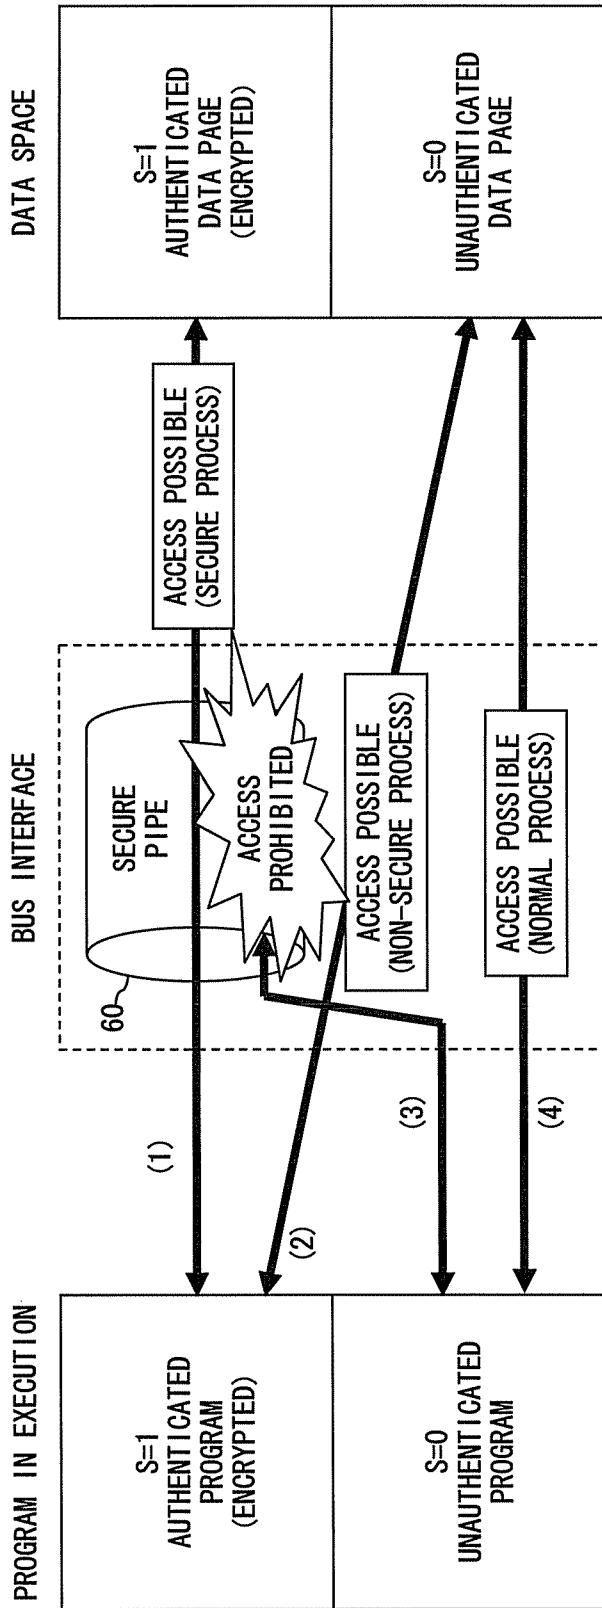 PROGRAM IN EXECUTION
S=1
AUTHENTICATED
PROGRAM
(ENCRYPTED)
S=0
UNAUTHENTICATED
PROGRAM
(1)
(2)
(3)
(4)
BUS INTERFACE
60
SECURE
PIPE
ACCESS
PROHIBITED
ACCESS POSSIBLE
(SECURE PROCESS)
ACCESS POSSIBLE
(NON-SECURE PROCESS)
ACCESS POSSIBLE
(NORMAL PROCESS)
DATA SPACE
S=1
AUTHENTICATED
DATA PAGE
(ENCRYPTED)
S=0
UNAUTHENTICATED
DATA PAGE